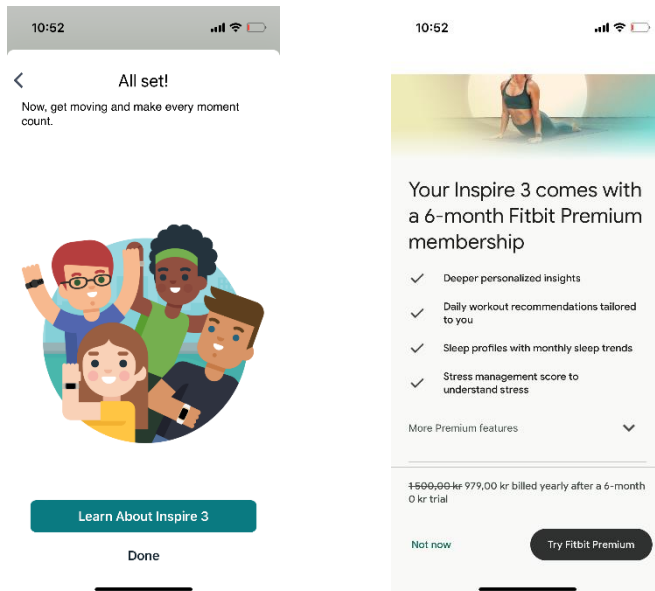 10:52
All set!
Now, get moving and make every moment
count.
Learn About Inspire 3
Done
10:52
Your Inspire 3 comes with
a 6-month Fitbit Premium
membership
Deeper personalized insights
Daily workout recommendations tailored
to you
Sleep profiles with monthly sleep trends
Stress management score to
understand stress
More Premium features
1 500,00 kr 979,00 kr billed yearly after a 6-month
0 kr trial
Not now
Try Fitbit Premium